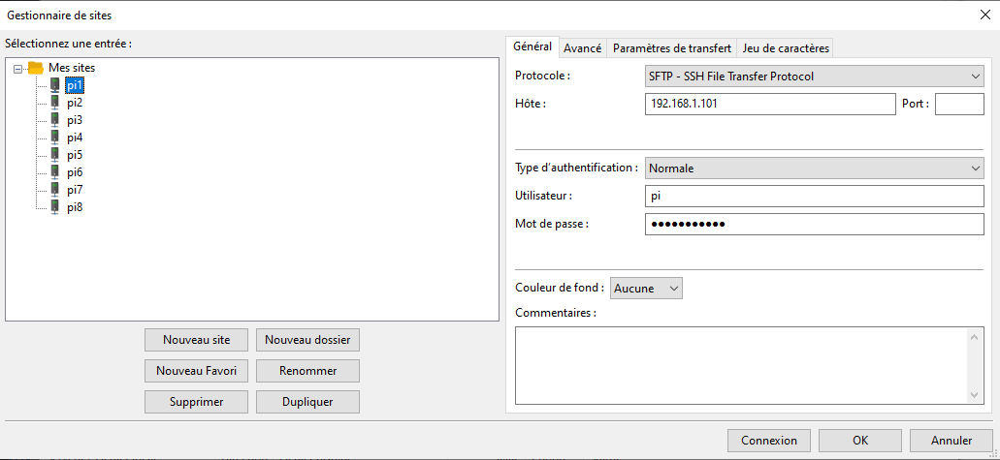 Gestionnaire de sites
Sélectionnez une entrée :
Mes sites
pi1
pi2
pi3
pi4
pi5
pi6
pi7
pi8
Nouveau site
Nouveau dossier
Nouveau Favori
Renommer
Supprimer
Dupliquer
Général
Avancé
Paramètres de transfert
Jeu de caractères
Protocole :
SFTP - SSH File Transfer Protocol
Hôte :
192.168.1.101
Port :
Type d'authentification :
Normale
Utilisateur :
pi
Mot de passe :
●●●●●●●●●●●
Couleur de fond :
Aucune
Commentaires :
Connexion
OK
Annuler